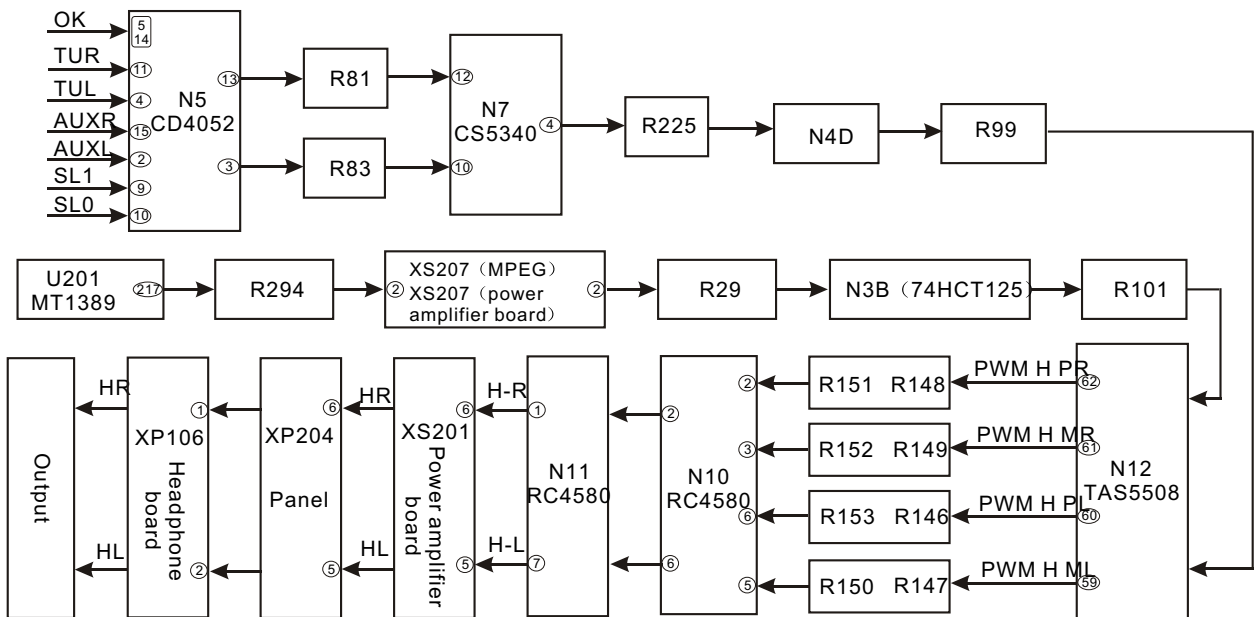 OK
5
14
TUR
11
TUL
4
AUXR
15
AUXL
2
SL1
9
SL0
10
N5
CD4052
13
3
R81
R83
12
10
N7
CS5340
4
R225
N4D
R99
U201
MT1389
217
R294
2
XS207（MPEG）
XS207（power
amplifier board）
2
R29
N3B（74HCT125）
R101
Output
HR
HL
XP106
Headphone
board
1
2
XP204
Panel
6
5
HR
HL
XS201
Power amplifier
board
6
5
H-R
H-L
N11
RC4580
1
7
2
6
N10
RC4580
2
3
6
5
R151 R148
R152 R149
R153 R146
R150 R147
PWM H PR
PWM H MR
PWM H PL
PWM H ML
62
61
60
59
N12
TAS5508